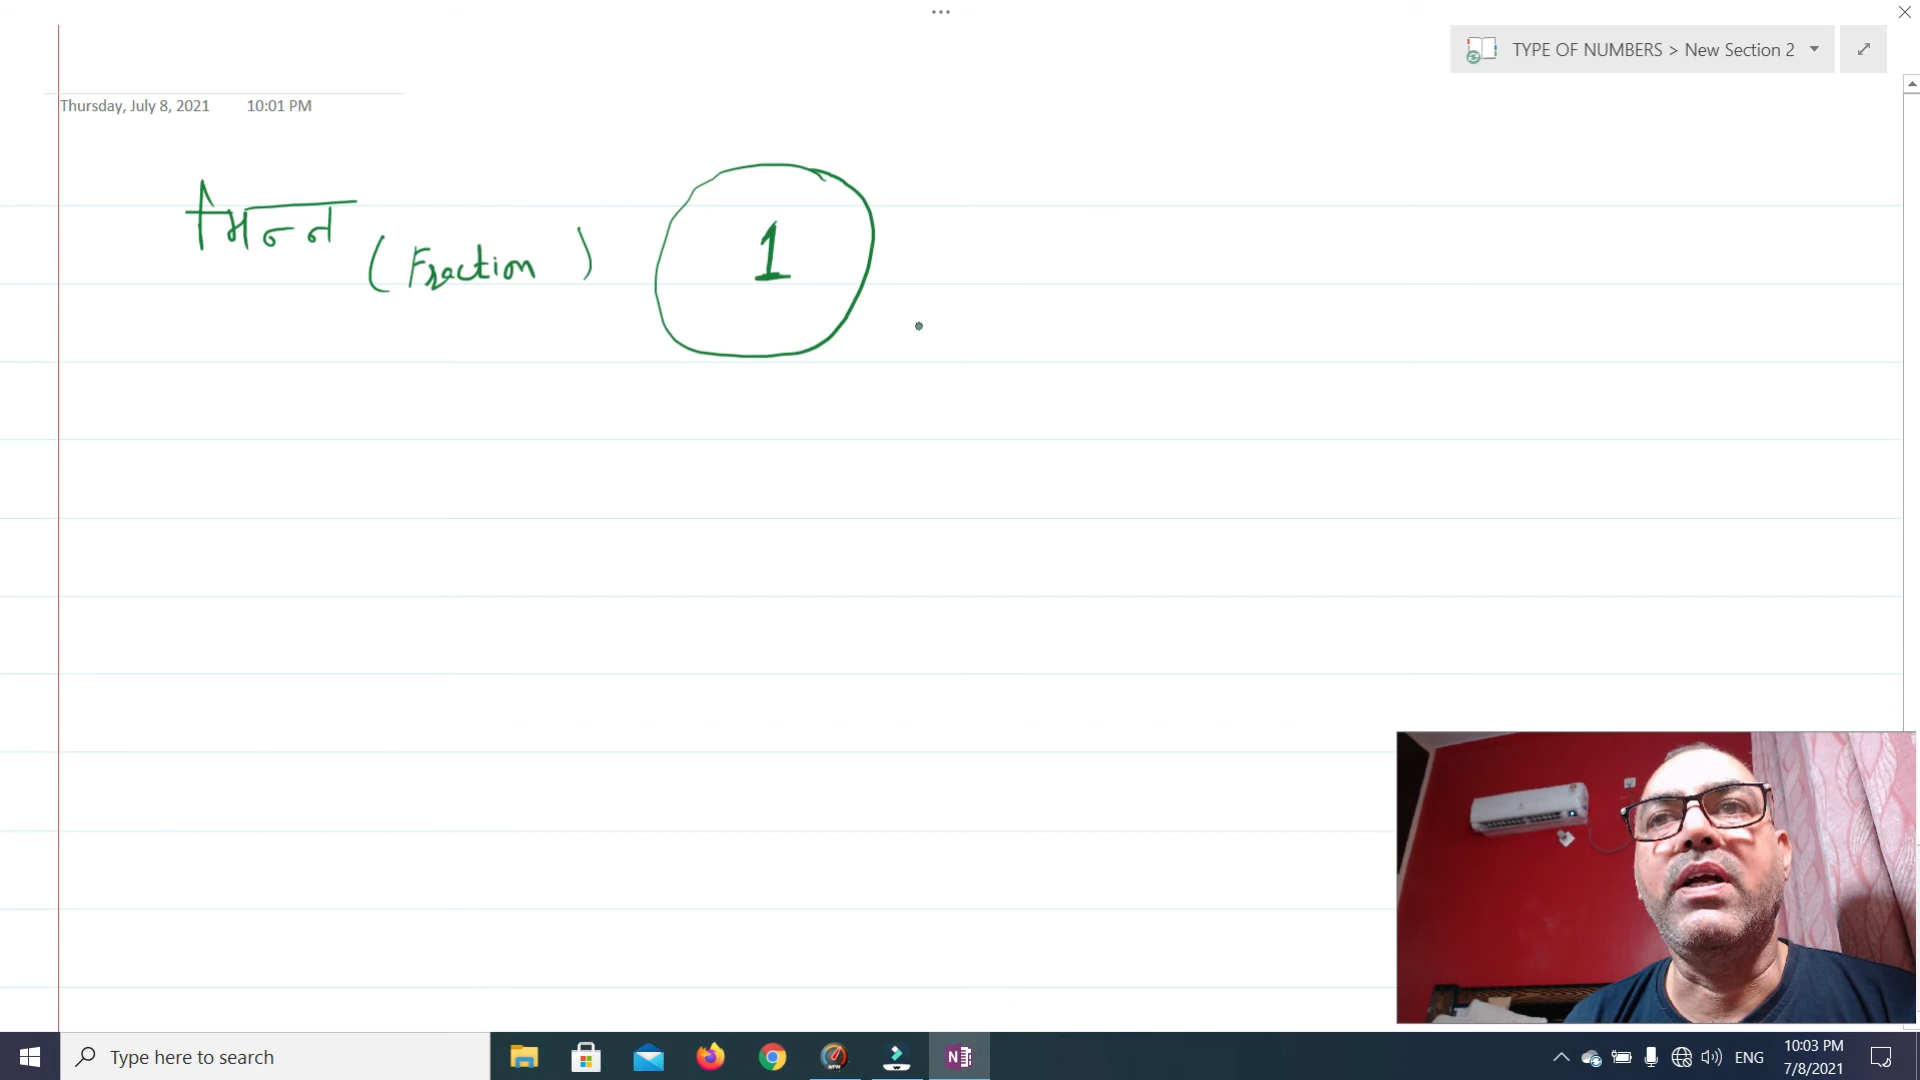 TYPE OF NUMBERS > New Section 2
Thursday, July 8, 2021 10:01 PM
भिन्न (Fraction) 1
Type here to search
ENG
10:03 PM
7/8/2021